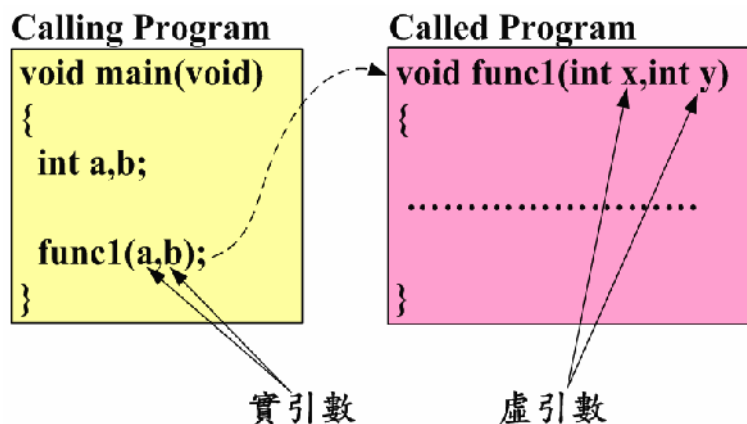 Calling Program
void main(void)
{
int a,b;
func1(a,b);
}
Called Program
void func1(int x,int y)
{
........................
}
實引數
虛引數